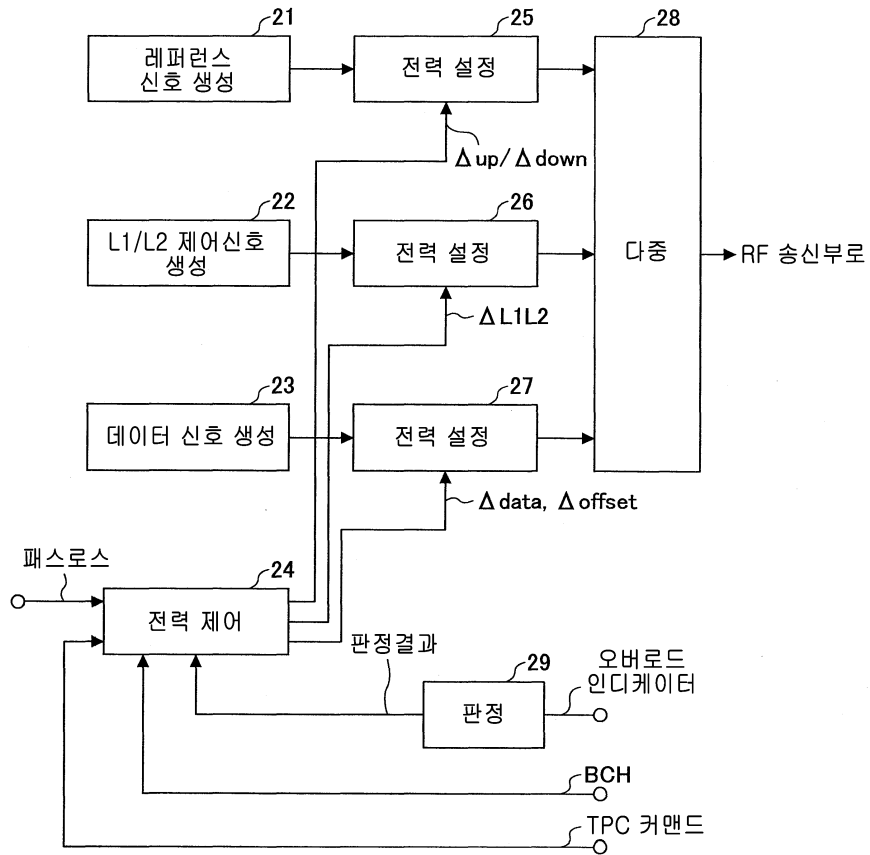 21
레퍼런스
신호 생성
25
전력 설정
28
다중
Δup/Δdown
22
L1/L2 제어신호
생성
26
전력 설정
RF 송신부로
ΔL1L2
23
데이터 신호 생성
27
전력 설정
Δdata, Δoffset
패스로스
24
전력 제어
판정결과
29
판정
오버로드
인디케이터
BCH
TPC 커맨드